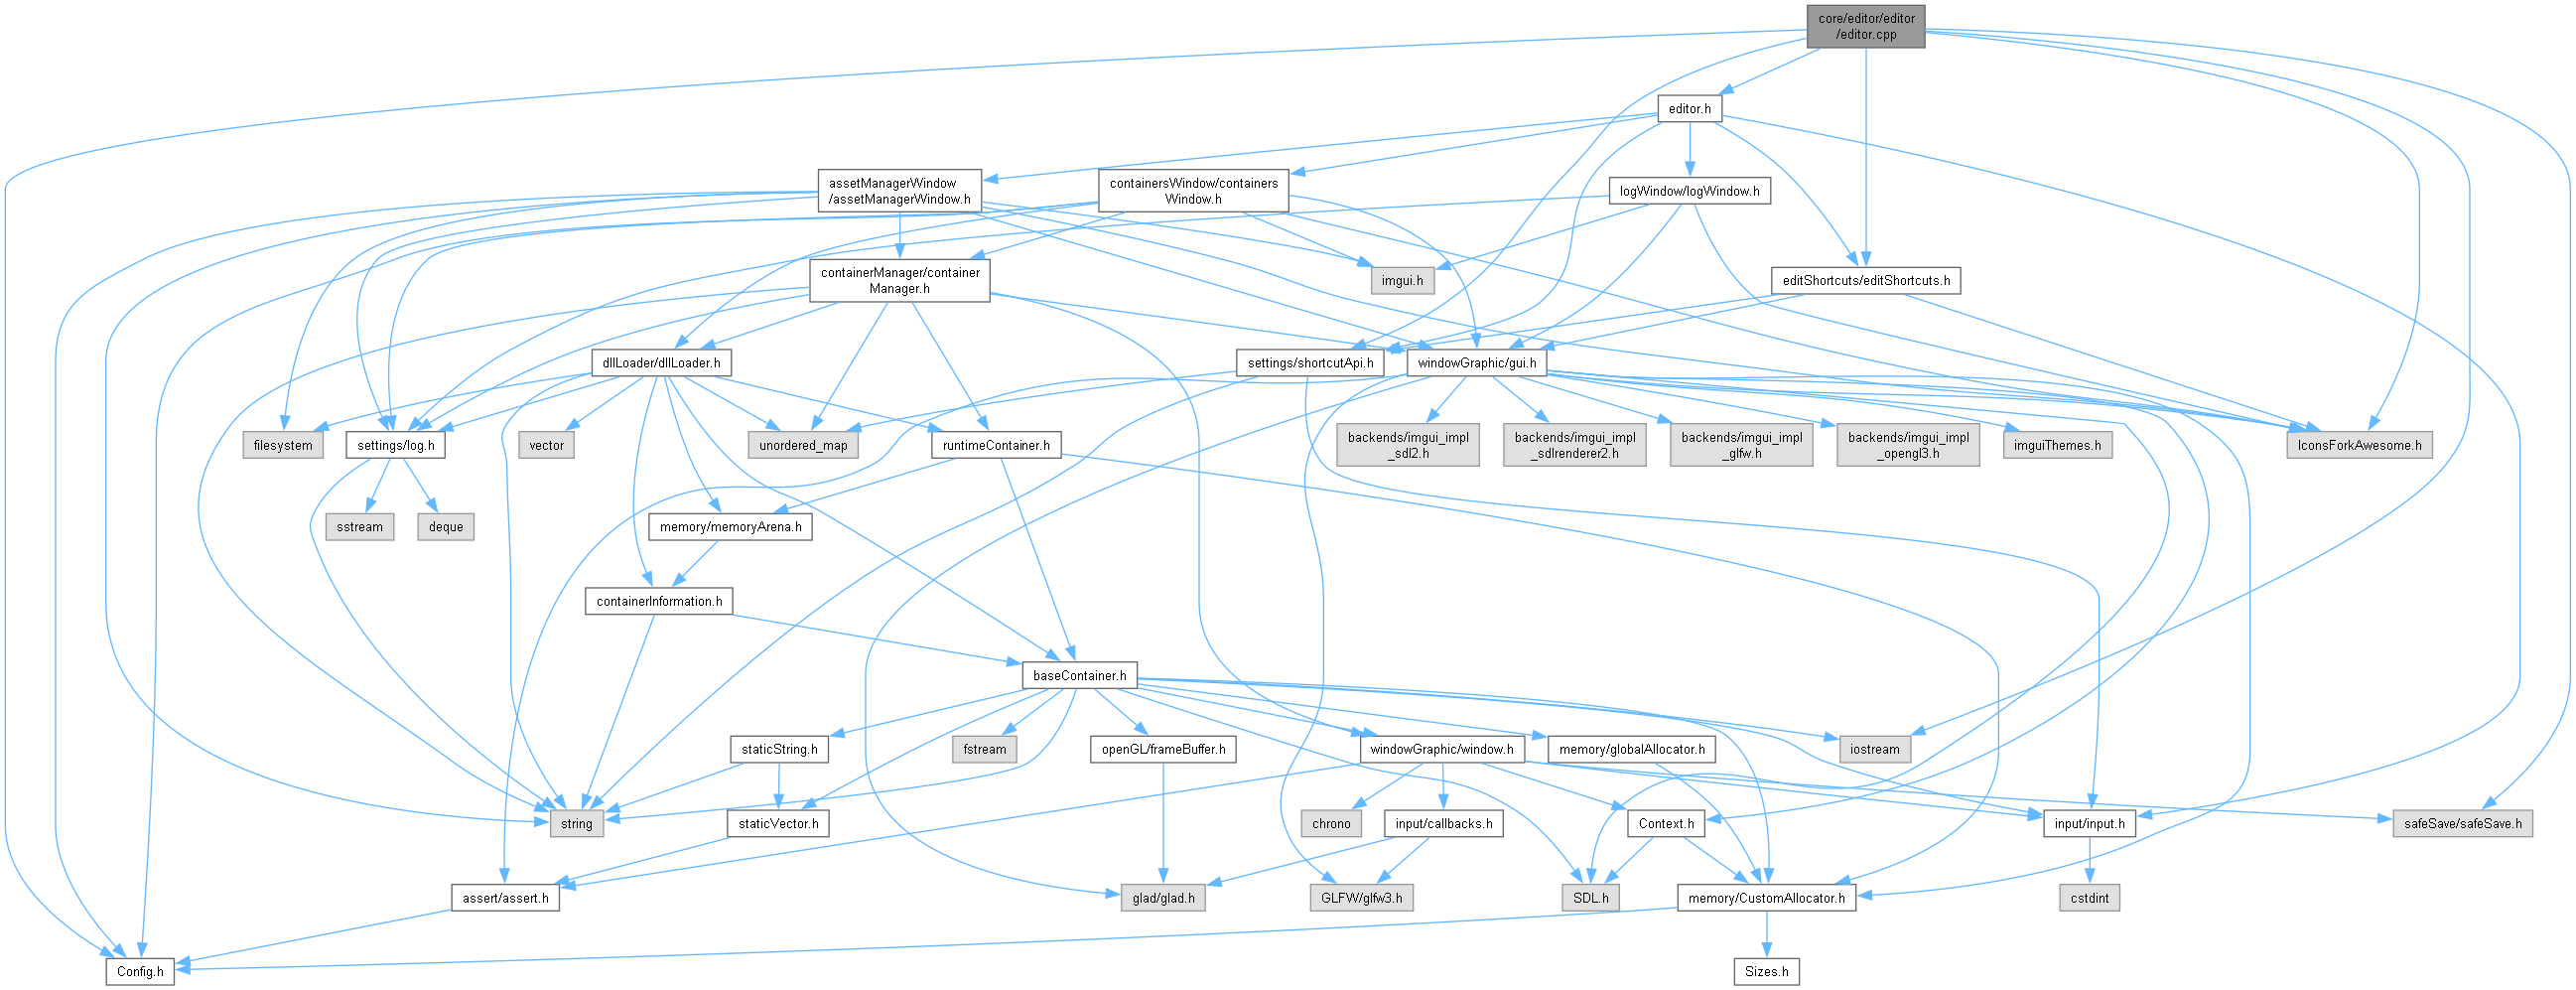 core/editor/editor
/editor.cpp
editor.h
assetManagerWindow
/assetManagerWindow.h
containersWindow/containers
Window.h
logWindow/logWindow.h
containerManager/container
Manager.h
imgui.h
editShortcuts/editShortcuts.h
dllLoader/dllLoader.h
settings/shortcutApi.h
windowGraphic/gui.h
filesystem
settings/log.h
vector
unordered_map
runtimeContainer.h
backends/imgui_impl
_sdl2.h
backends/imgui_impl
_sdlrenderer2.h
backends/imgui_impl
_glfw.h
backends/imgui_impl
_opengl3.h
imguiThemes.h
IconsForkAwesome.h
sstream
deque
memory/memoryArena.h
containerInformation.h
baseContainer.h
staticString.h
fstream
openGL/frameBuffer.h
windowGraphic/window.h
memory/globalAllocator.h
iostream
string
staticVector.h
chrono
input/callbacks.h
Context.h
input/input.h
safeSave/safeSave.h
assert/assert.h
glad/glad.h
GLFW/glfw3.h
SDL.h
memory/CustomAllocator.h
cstdint
Config.h
Sizes.h